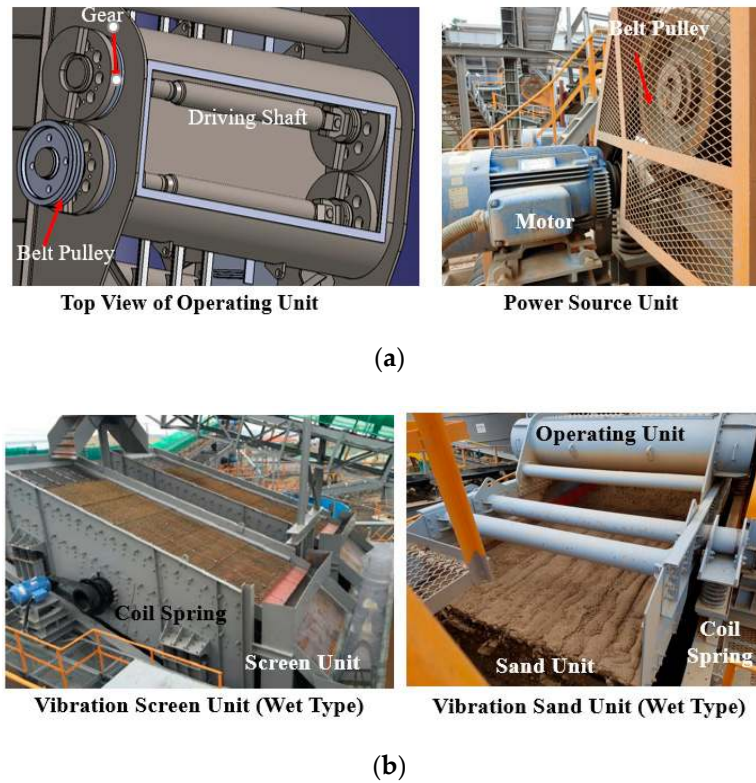 Gear
Belt Pulley
Driving Shaft
Motor
Belt Pulley
Top View of Operating Unit
Power Source Unit
(a)
Operating Unit
Coil Spring
Screen Unit
Sand Unit
Coil
Spring
Vibration Screen Unit (Wet Type)
Vibration Sand Unit (Wet Type)
(b)